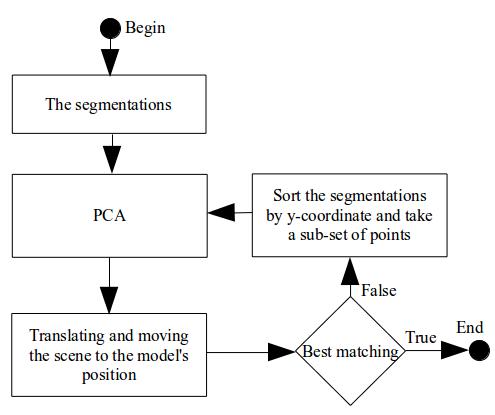 Begin
The segmentations
PCA
Sort the segmentations
by y-coordinate and take
a sub-set of points
Translating and moving
the scene to the model's
position
Best matching
False
True
End